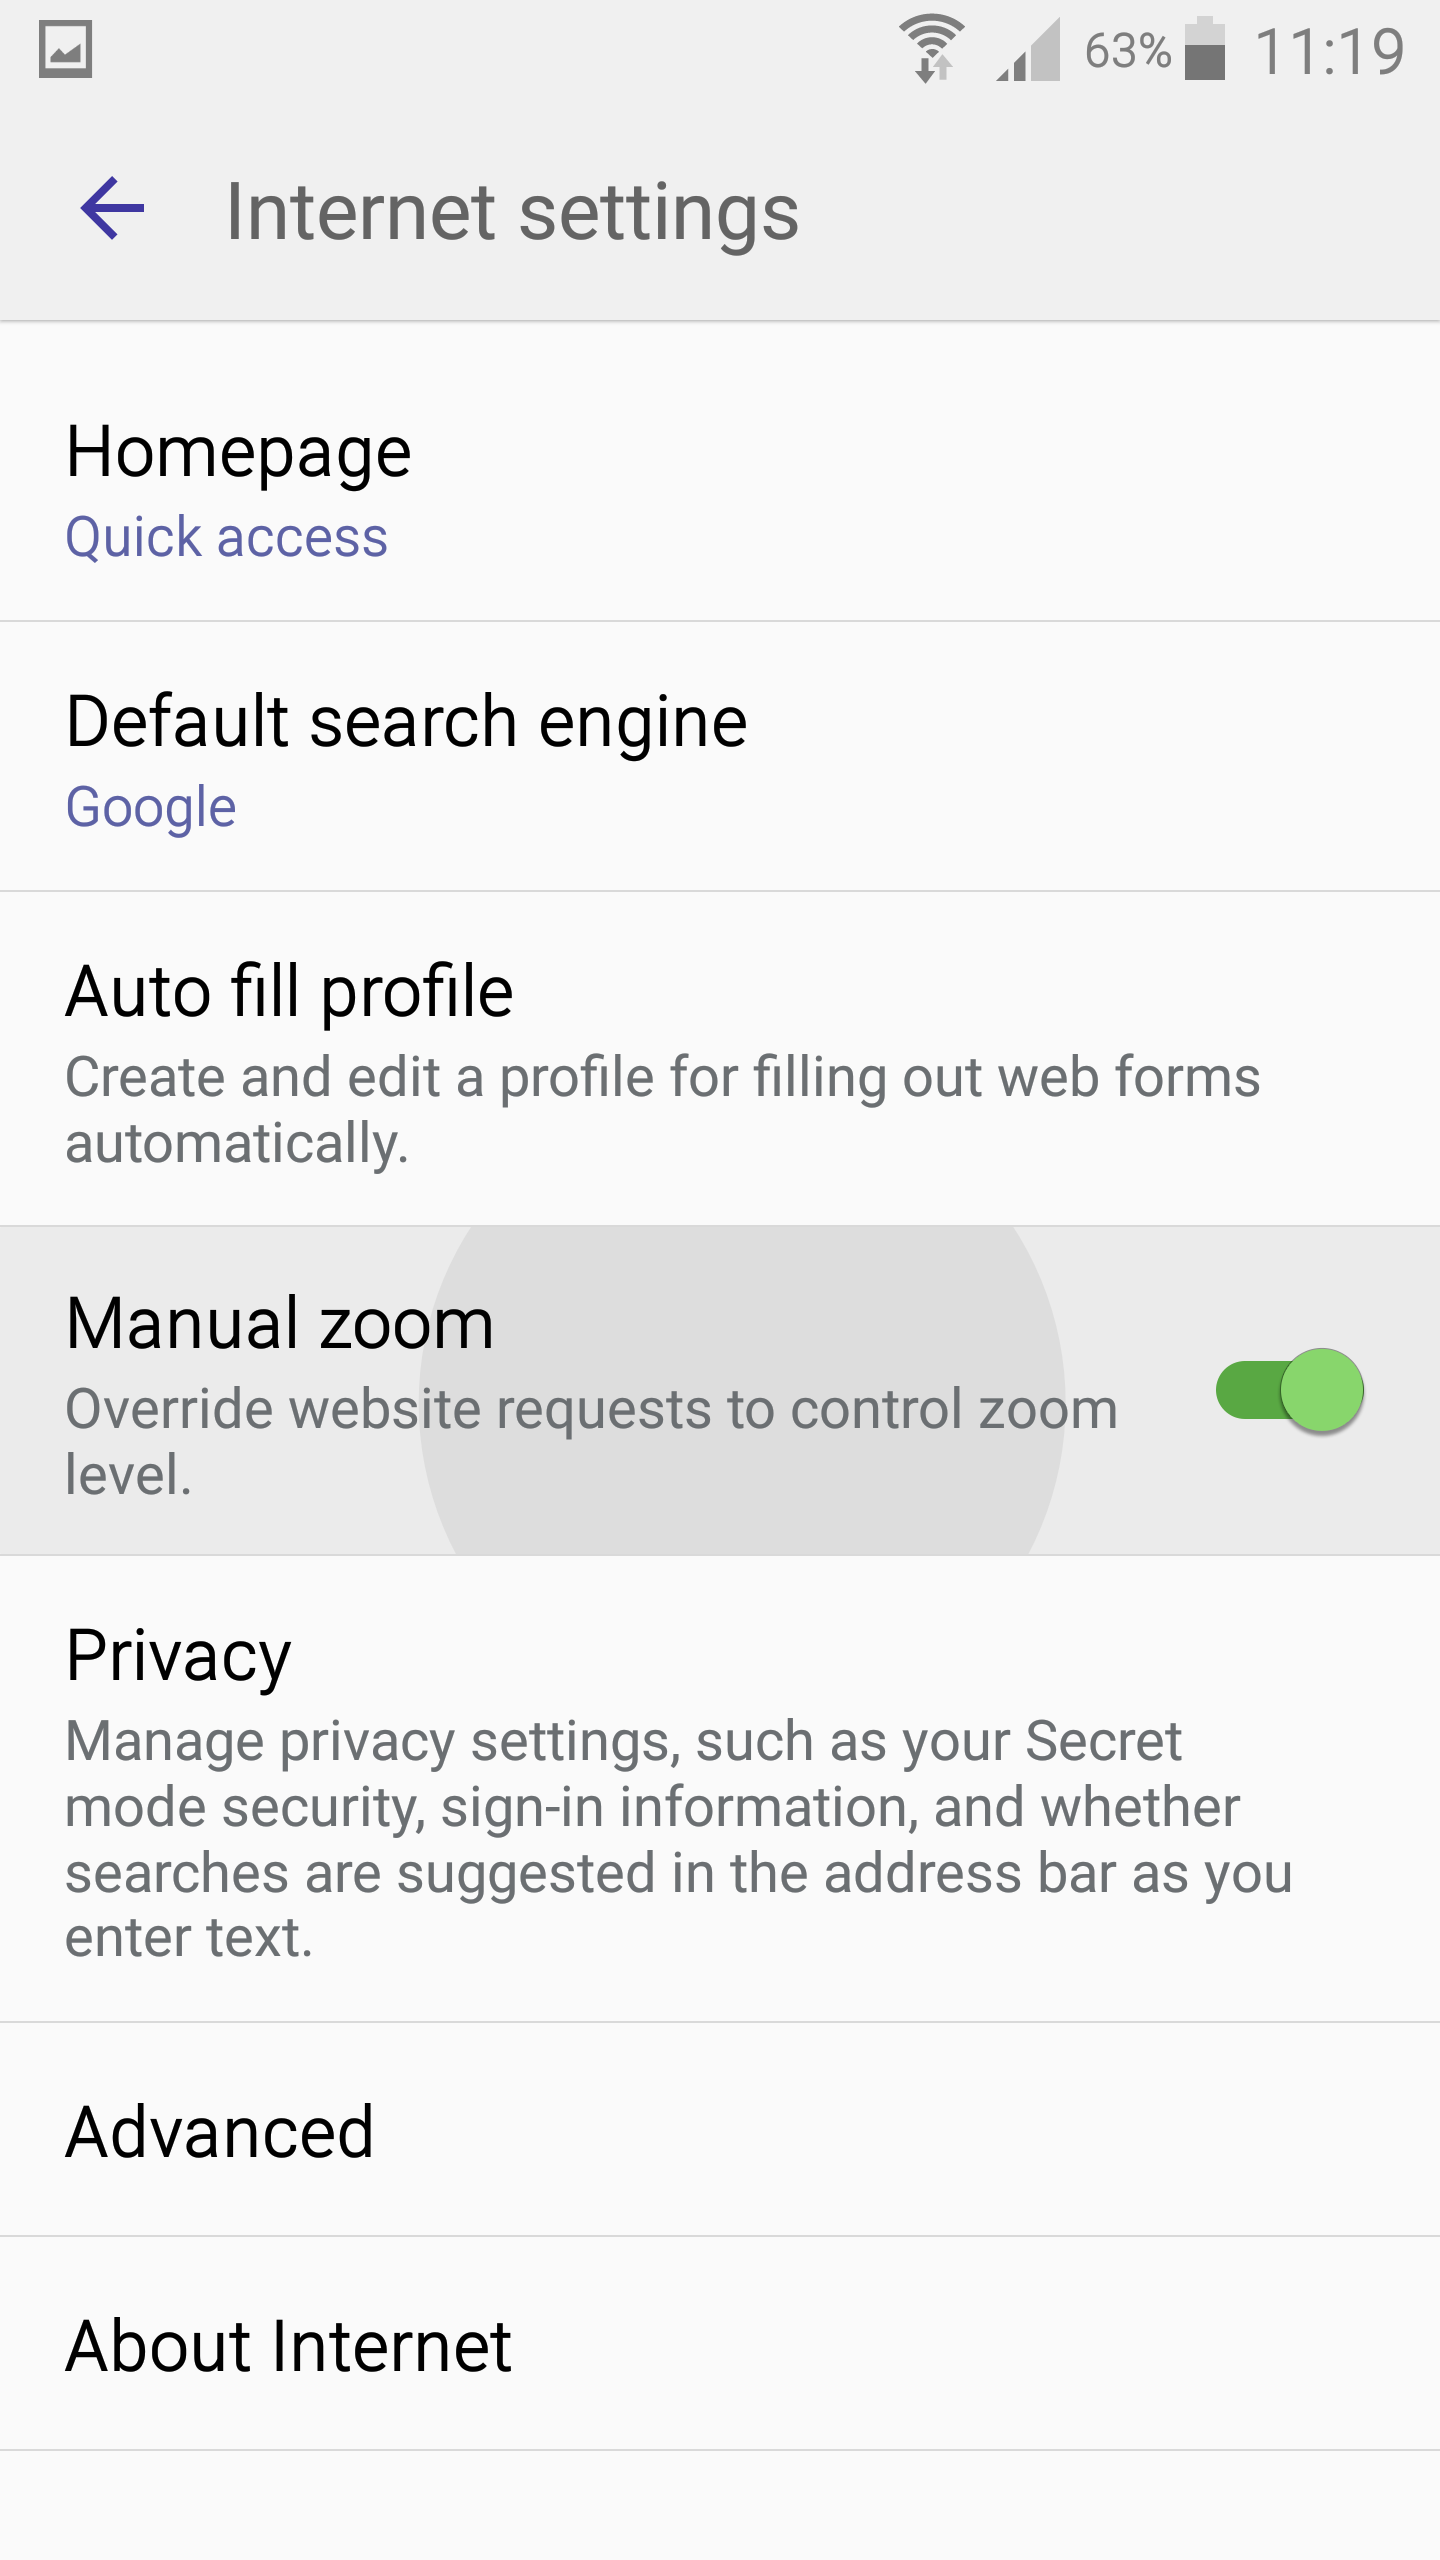 63% 11:19
Internet settings
Homepage
Quick access
Default search engine
Google
Auto fill profile
Create and edit a profile for filling out web forms
automatically.
Manual zoom
Override website requests to control zoom
level.
Privacy
Manage privacy settings, such as your Secret
mode security, sign-in information, and whether
searches are suggested in the address bar as you
enter text.
Advanced
About Internet